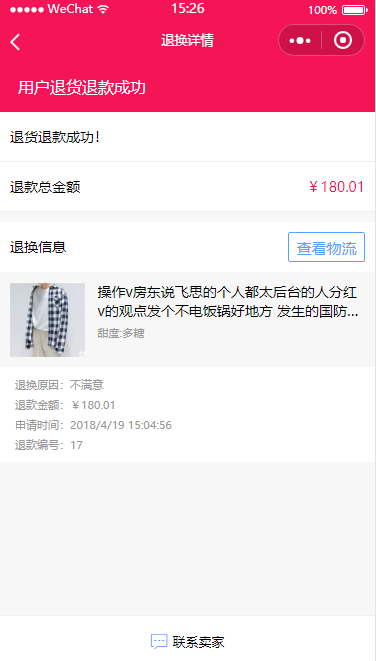 WeChat 15:26 100%
退换详情
用户退货退款成功
退货退款成功!
退款总金额 ￥180.01
退换信息 查看物流
操作v房东说飞思的个人都太后台的人分红
v的观点发个不电饭锅好地方 发生的国防...
甜度:多糖
退换原因: 不满意
退款金额: ￥180.01
申请时间: 2018/4/19 15:04:56
退款编号: 17
联系卖家